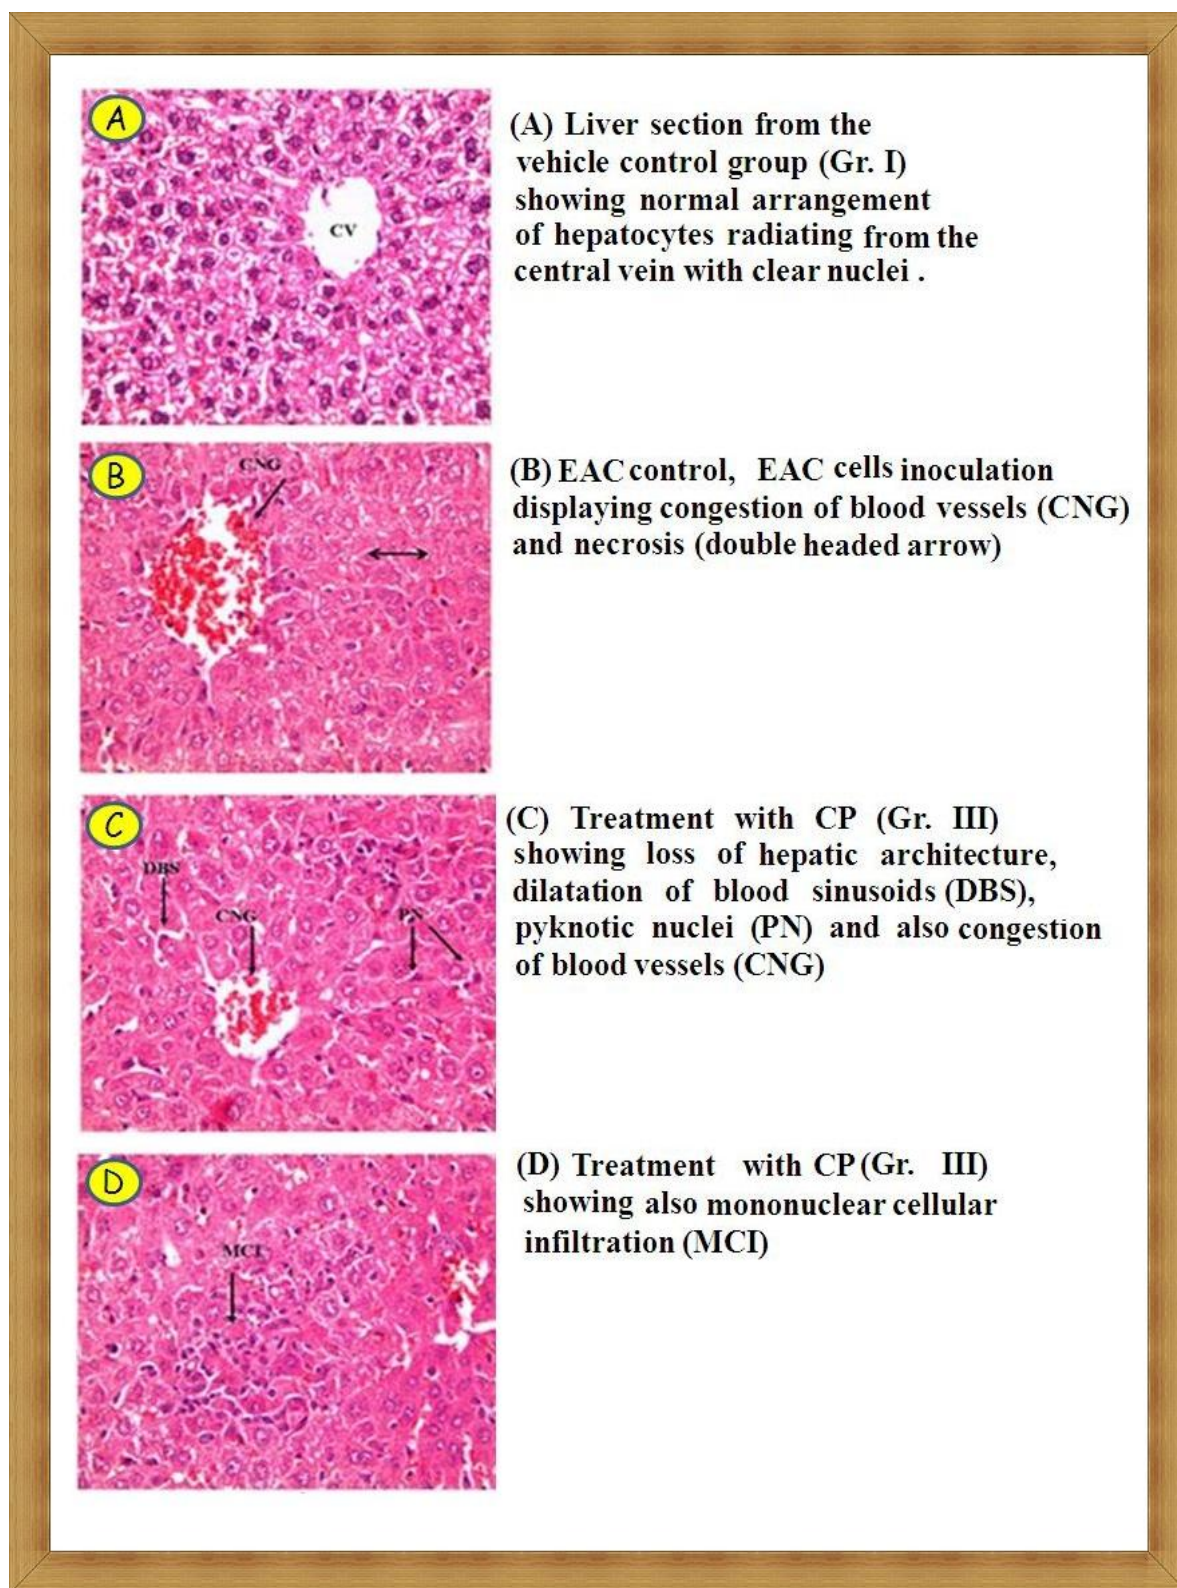 A
CV
(A) Liver section from the
vehicle control group (Gr. I)
showing normal arrangement
of hepatocytes radiating from the
central vein with clear nuclei .
B
CNG
(B) EAC control, EAC cells inoculation
displaying congestion of blood vessels (CNG)
and necrosis (double headed arrow)
C
DBS
CNG
PN
(C) Treatment with CP (Gr. III)
showing loss of hepatic architecture,
dilatation of blood sinusoids (DBS),
pyknotic nuclei (PN) and also congestion
of blood vessels (CNG)
D
MCI
(D) Treatment with CP (Gr. III)
showing also mononuclear cellular
infiltration (MCI)